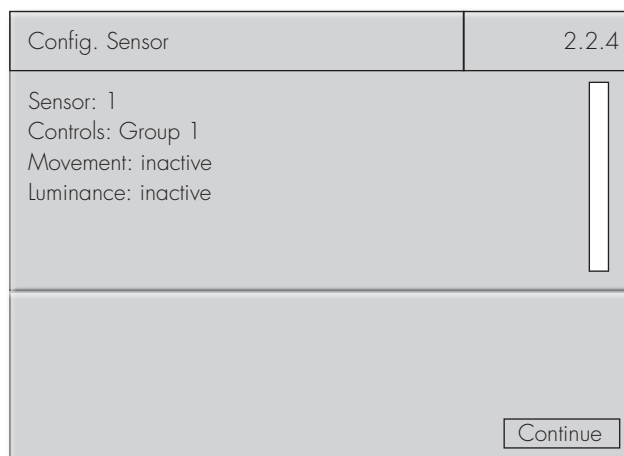 Config. Sensor 2.2.4
Sensor: 1
Controls: Group 1
Movement: inactive
Luminance: inactive
Continue